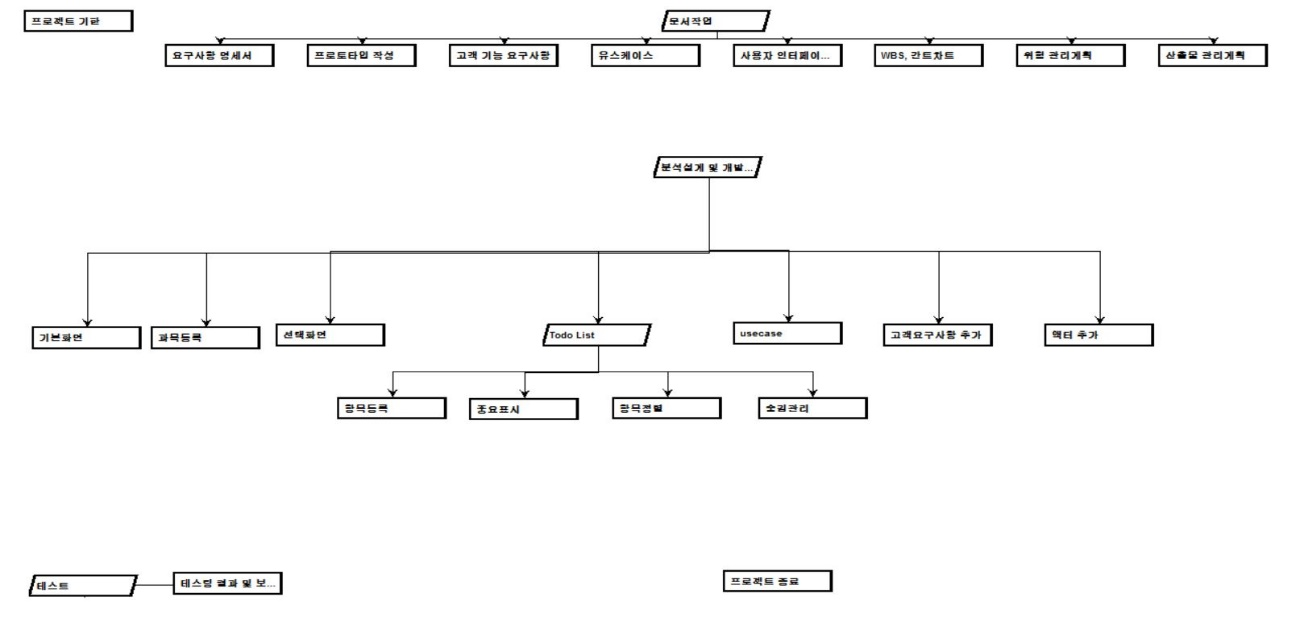 프로젝트 기반
문서작업
요구사항 명세서
프로토타입 작성
고객 기능 요구사항
유스케이스
사용자 인터페이...
WBS, 간트차트
위험 관리계획
산출물 관리계획
분석설계 및 개발...
기본화면
과목등록
선택화면
Todo List
usecase
고객요구사항 추가
액터 추가
항목등록
중요표시
항목정렬
숨김관리
테스트
테스팅 결과 및 보...
프로젝트 종료